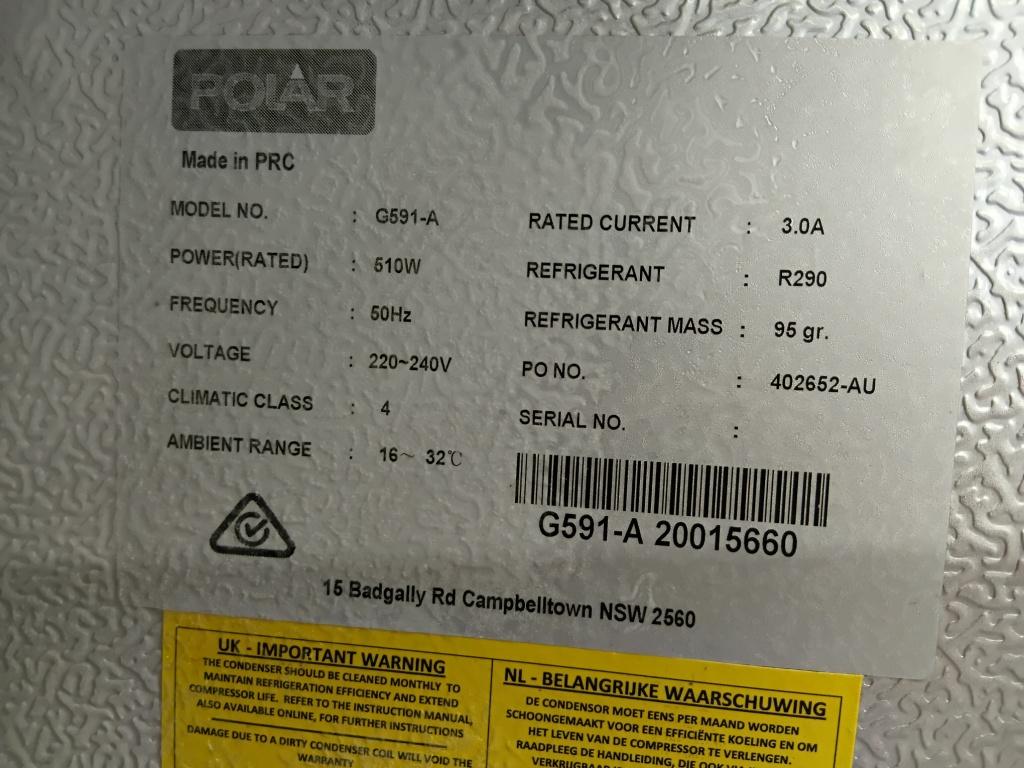 POLAR
Made in PRC
MODEL NO. : G591-A
POWER(RATED) : 510W
FREQUENCY : 50Hz
VOLTAGE : 220~240V
CLIMATIC CLASS : 4
AMBIENT RANGE : 16~ 32℃
RATED CURRENT : 3.0A
REFRIGERANT : R290
REFRIGERANT MASS : 95 gr.
PO NO. : 402652-AU
SERIAL NO. :
G591-A 20015660
15 Badgally Rd Campbelltown NSW 2560
UK - IMPORTANT WARNING
THE CONDENSER SHOULD BE CLEANED MONTHLY TO
MAINTAIN REFRIGERATION EFFICIENCY AND EXTEND
COMPRESSOR LIFE. REFER TO THE INSTRUCTION MANUAL,
ALSO AVAILABLE ONLINE, FOR FURTHER INSTRUCTIONS
DAMAGE DUE TO A DIRTY CONDENSER COIL WILL VOID THE
WARRANTY
NL - BELANGRIJKE WAARSCHUWING
DE CONDENSOR MOET EENS PER MAAND WORDEN
SCHOONGEMAAKT VOOR EEN EFFICIËNTE KOELING EN OM
HET LEVEN VAN DE COMPRESSOR TE VERLENGEN.
RAADPLEEG DE HANDLEIDING, DIE OOK